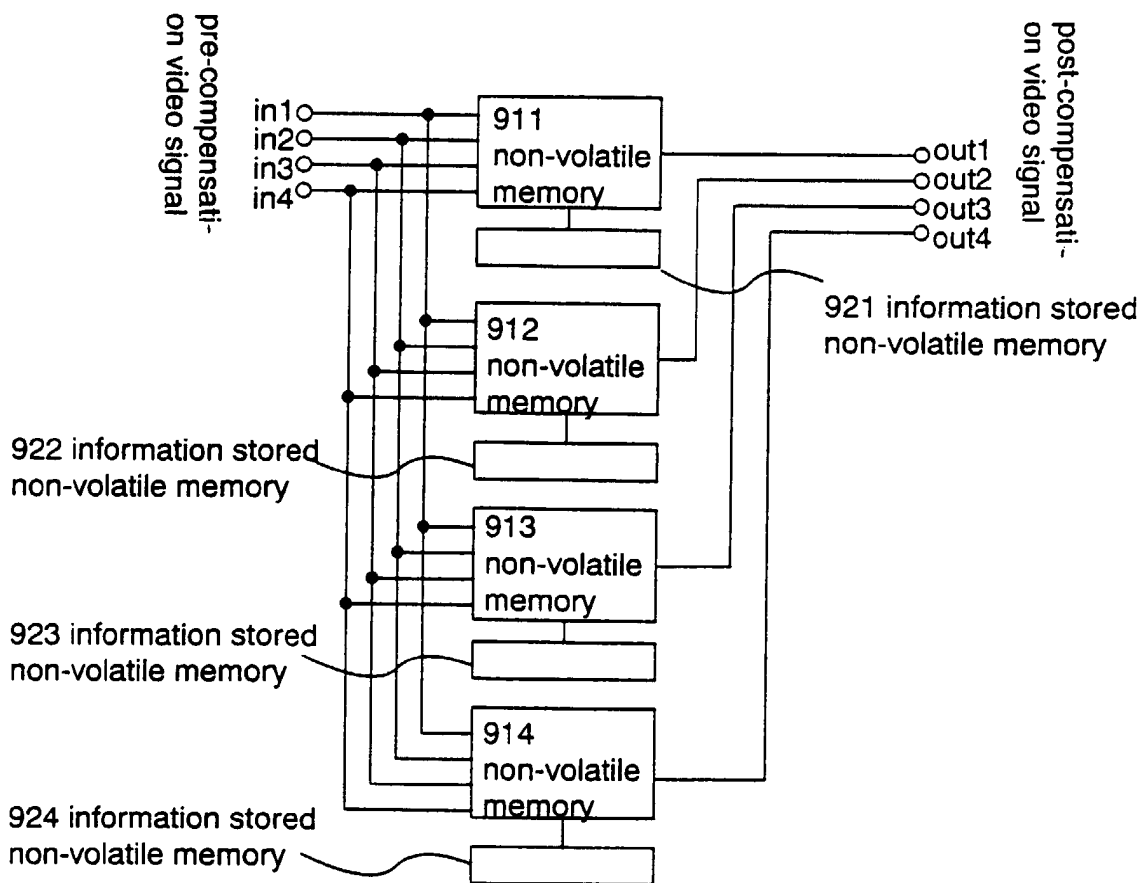 pre-compensati-
on video signal
in1
in2
in3
in4
911
non-volatile
memory
out1
out2
out3
out4
post-compensati-
on video signal
921 information stored
non-volatile memory
912
non-volatile
memory
922 information stored
non-volatile memory
913
non-volatile
memory
923 information stored
non-volatile memory
914
non-volatile
memory
924 information stored
non-volatile memory